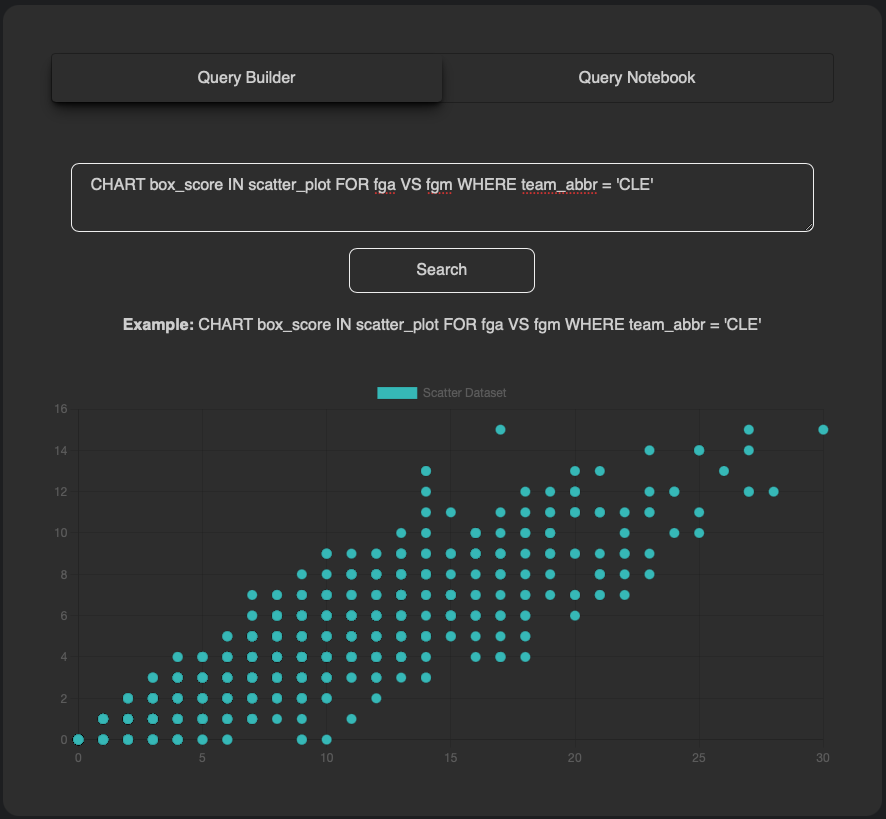 Query Builder
Query Notebook
CHART box_score IN scatter_plot FOR fga VS fgm WHERE team_abbr = 'CLE'
Search
Example: CHART box_score IN scatter_plot FOR fga VS fgm WHERE team_abbr = 'CLE'
Scatter Dataset
16
14
12
10
8
6
4
2
0
0 5 10 15 20 25 30